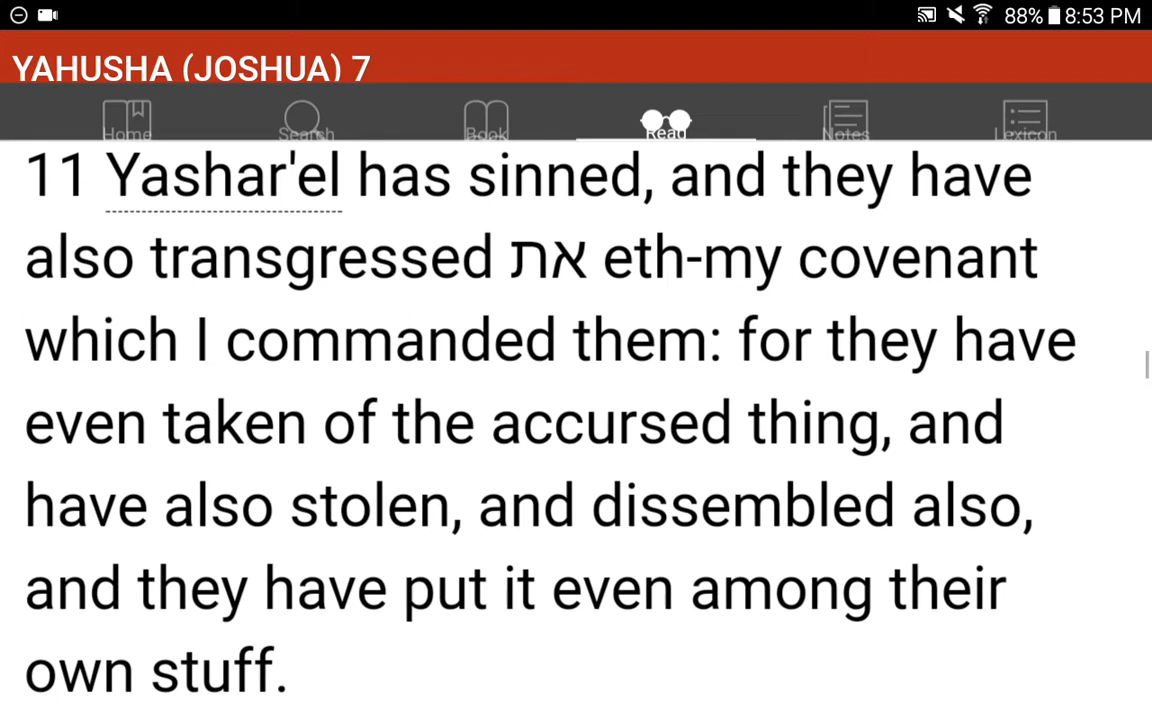 88% 8:53 PM
YAHUSHA (JOSHUA) 7
Home Search Book Read Notes Lexicon
11 Yashar'el has sinned, and they have
also transgressed את eth-my covenant
which I commanded them: for they have
even taken of the accursed thing, and
have also stolen, and dissembled also,
and they have put it even among their
own stuff.